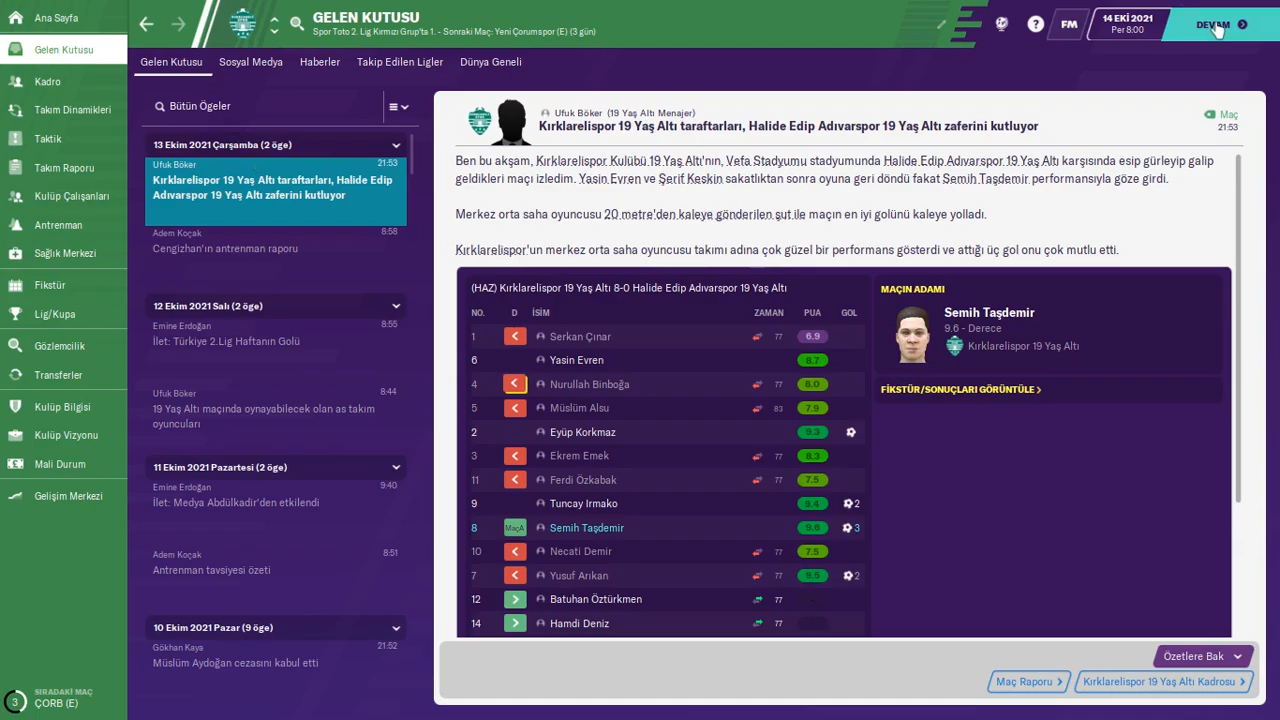 Ana Sayfa
Gelen Kutusu
Kadro
Takım Dinamikleri
Taktik
Takım Raporu
Kulüp Çalışanları
Antrenman
Sağlık Merkezi
Fikstür
Lig/Kupa
Gözlemcilik
Transferler
Kulüp Bilgisi
Kulüp Vizyonu
Mali Durum
Gelişim Merkezi
3
SIRADAKİ MAÇ
ÇORB (E)
GELEN KUTUSU
Spor Toto 2. Lig Kırmızı Grup'ta 1. - Sonraki Maç: Yeni Çorumspor (E) (3 gün)
?
FM
14 EKİ 2021
Per 8:00
DEVAM
Gelen Kutusu Sosyal Medya Haberler Takip Edilen Ligler Dünya Geneli
Bütün Ögeler
13 Ekim 2021 Çarşamba (2 öge)
Ufuk Böker 21:53
Kırklarelispor 19 Yaş Altı taraftarları, Halide Edip
Adıvarspor 19 Yaş Altı zaferini kutluyor
Adem Koçak 8:58
Cengizhan'ın antrenman raporu
12 Ekim 2021 Salı (2 öge)
Emine Erdoğan 8:55
İlet: Türkiye 2.Lig Haftanın Golü
Ufuk Böker 8:44
19 Yaş Altı maçında oynayabilecek olan as takım
oyuncuları
11 Ekim 2021 Pazartesi (2 öge)
Emine Erdoğan 9:40
İlet: Medya Abdülkadir'den etkilendi
Adem Koçak 8:51
Antrenman tavsiyesi özeti
10 Ekim 2021 Pazar (9 öge)
Gökhan Kaya 21:52
Müslüm Aydoğan cezasını kabul etti
Ufuk Böker (19 Yaş Altı Menajer)
Kırklarelispor 19 Yaş Altı taraftarları, Halide Edip Adıvarspor 19 Yaş Altı zaferini kutluyor
Maç
21:53
Ben bu akşam, Kırklarelispor Kulübü 19 Yaş Altı'nın, Vefa Stadyumu stadyumunda Halide Edip Adıvarspor 19 Yaş Altı karşısında esip gürleyip galip
geldikleri maçı izledim. Yasin Evren ve Şerif Keskin sakatlıktan sonra oyuna geri döndü fakat Semih Taşdemir performansıyla göze girdi.
Merkez orta saha oyuncusu 20 metre'den kaleye gönderilen şut ile maçın en iyi golünü kaleye yolladı.
Kırklarelispor'un merkez orta saha oyuncusu takımı adına çok güzel bir performans gösterdi ve attığı üç gol onu çok mutlu etti.
(HAZ) Kırklarelispor 19 Yaş Altı 8-0 Halide Edip Adıvarspor 19 Yaş Altı
NO. D İSİM ZAMAN PUA GOL
1 Serkan Çınar 77 6.9
6 Yasin Evren 8.7
4 Nurullah Binboğa 77 8.0
5 Müslüm Alsu 83 7.9
2 Eyüp Korkmaz 9.3
3 Ekrem Emek 77 8.3
11 Ferdi Özkabak 77 7.5
9 Tuncay Irmako 9.4 2
8 MaçA Semih Taşdemir 9.6 3
10 Necati Demir 77 7.5
7 Yusuf Arıkan 77 9.5 2
12 Batuhan Öztürkmen 77 -
14 Hamdi Deniz 77
MAÇIN ADAMI
Semih Taşdemir
9.6 - Derece
Kırklarelispor 19 Yaş Altı
FİKSTÜR/SONUÇLARI GÖRÜNTÜLE
Özetlere Bak
Maç Raporu
Kırklarelispor 19 Yaş Altı Kadrosu